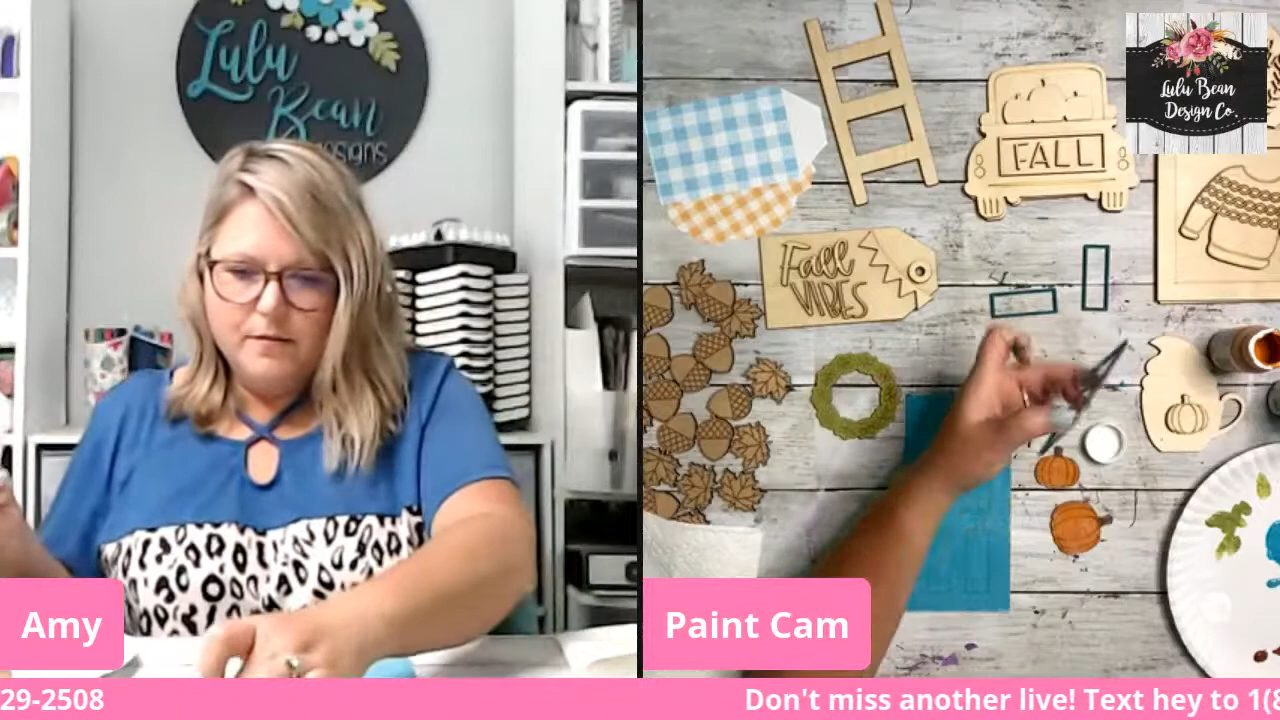 Lulu
Bean
Designs
Amy
29-2508
FALL
Fall
VIBES
Lulu Bean
Design Co.
Paint Cam
Don't miss another live! Text hey to 1(8